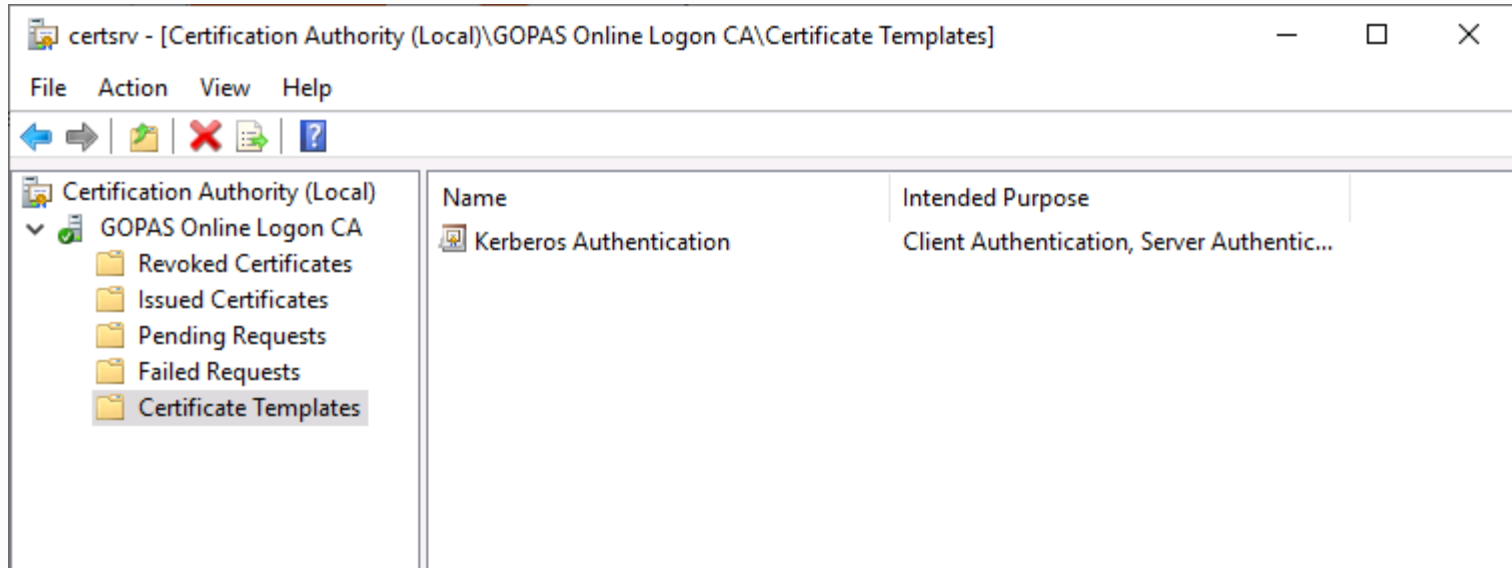 certsrv - [Certification Authority (Local)\GOPAS Online Logon CA\Certificate Templates]
File Action View Help
Certification Authority (Local)
GOPAS Online Logon CA
Revoked Certificates
Issued Certificates
Pending Requests
Failed Requests
Certificate Templates
Name Intended Purpose
Kerberos Authentication Client Authentication, Server Authentic...